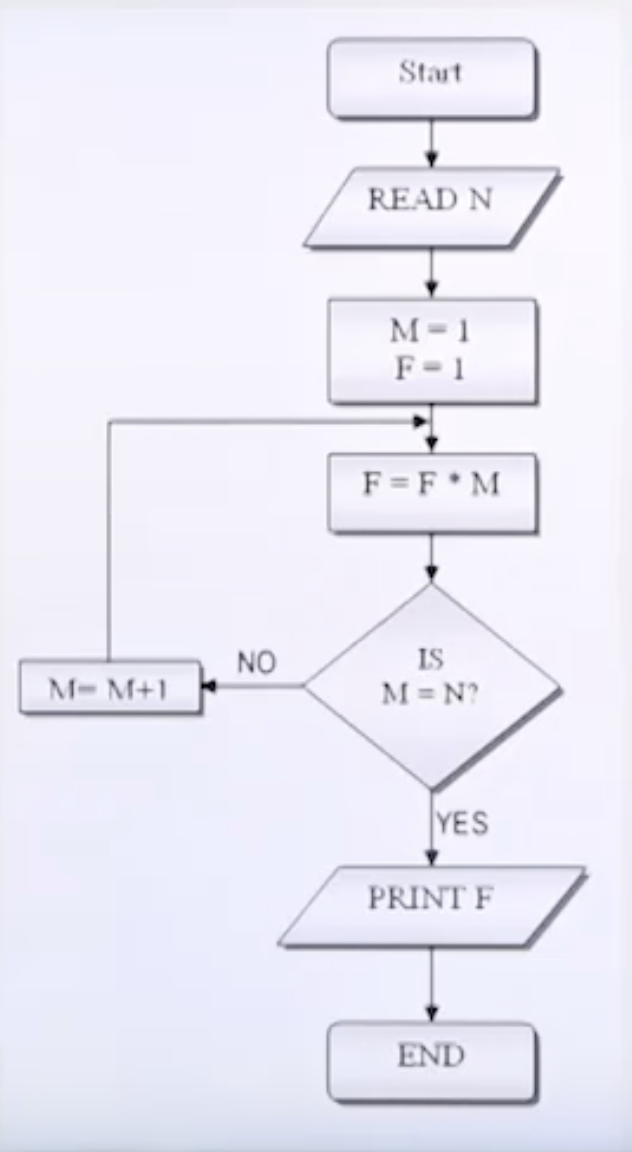 Start
READ N
M = 1
F = 1
F = F * M
IS
M = N?
NO
M= M+1
YES
PRINT F
END